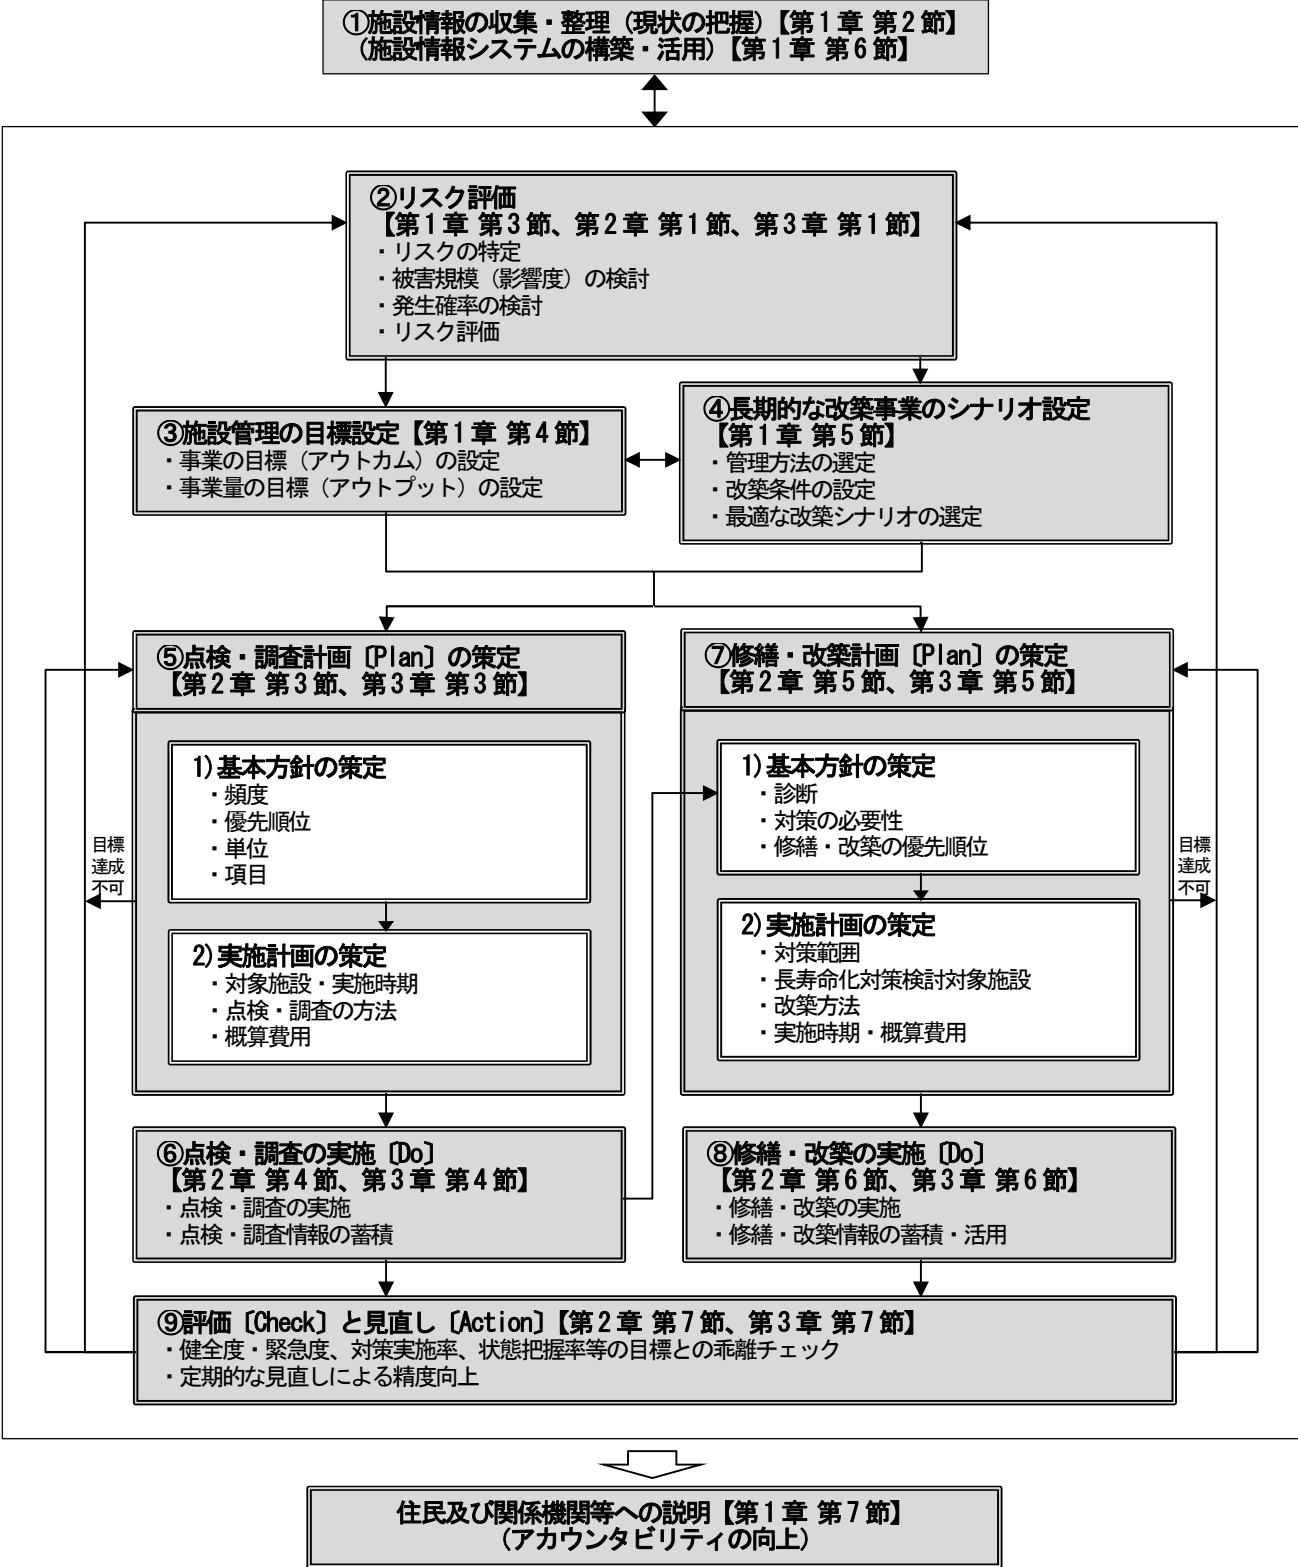 ①施設情報の収集・整理（現状の把握）【第1章 第2節】
（施設情報システムの構築・活用）【第1章 第6節】
②リスク評価
【第1章 第3節、第2章 第1節、第3章 第1節】
・リスクの特定
・被害規模（影響度）の検討
・発生確率の検討
・リスク評価
③施設管理の目標設定【第1章 第4節】
・事業の目標（アウトカム）の設定
・事業量の目標（アウトプット）の設定
④長期的な改築事業のシナリオ設定
【第1章 第5節】
・管理方法の選定
・改築条件の設定
・最適な改築シナリオの選定
⑤点検・調査計画〔Plan〕の策定
【第2章 第3節、第3章 第3節】
1)基本方針の策定
・頻度
・優先順位
・単位
・項目
2)実施計画の策定
・対象施設・実施時期
・点検・調査の方法
・概算費用
目標
達成
不可
⑦修繕・改築計画〔Plan〕の策定
【第2章 第5節、第3章 第5節】
1)基本方針の策定
・診断
・対策の必要性
・修繕・改築の優先順位
2)実施計画の策定
・対策範囲
・長寿命化対策検討対象施設
・改築方法
・実施時期・概算費用
目標
達成
不可
⑥点検・調査の実施〔Do〕
【第2章 第4節、第3章 第4節】
・点検・調査の実施
・点検・調査情報の蓄積
⑧修繕・改築の実施〔Do〕
【第2章 第6節、第3章 第6節】
・修繕・改築の実施
・修繕・改築情報の蓄積・活用
⑨評価〔Check〕と見直し〔Action〕【第2章 第7節、第3章 第7節】
・健全度・緊急度、対策実施率、状態把握率等の目標との乖離チェック
・定期的な見直しによる精度向上
住民及び関係機関等への説明【第1章 第7節】
（アカウンタビリティの向上）